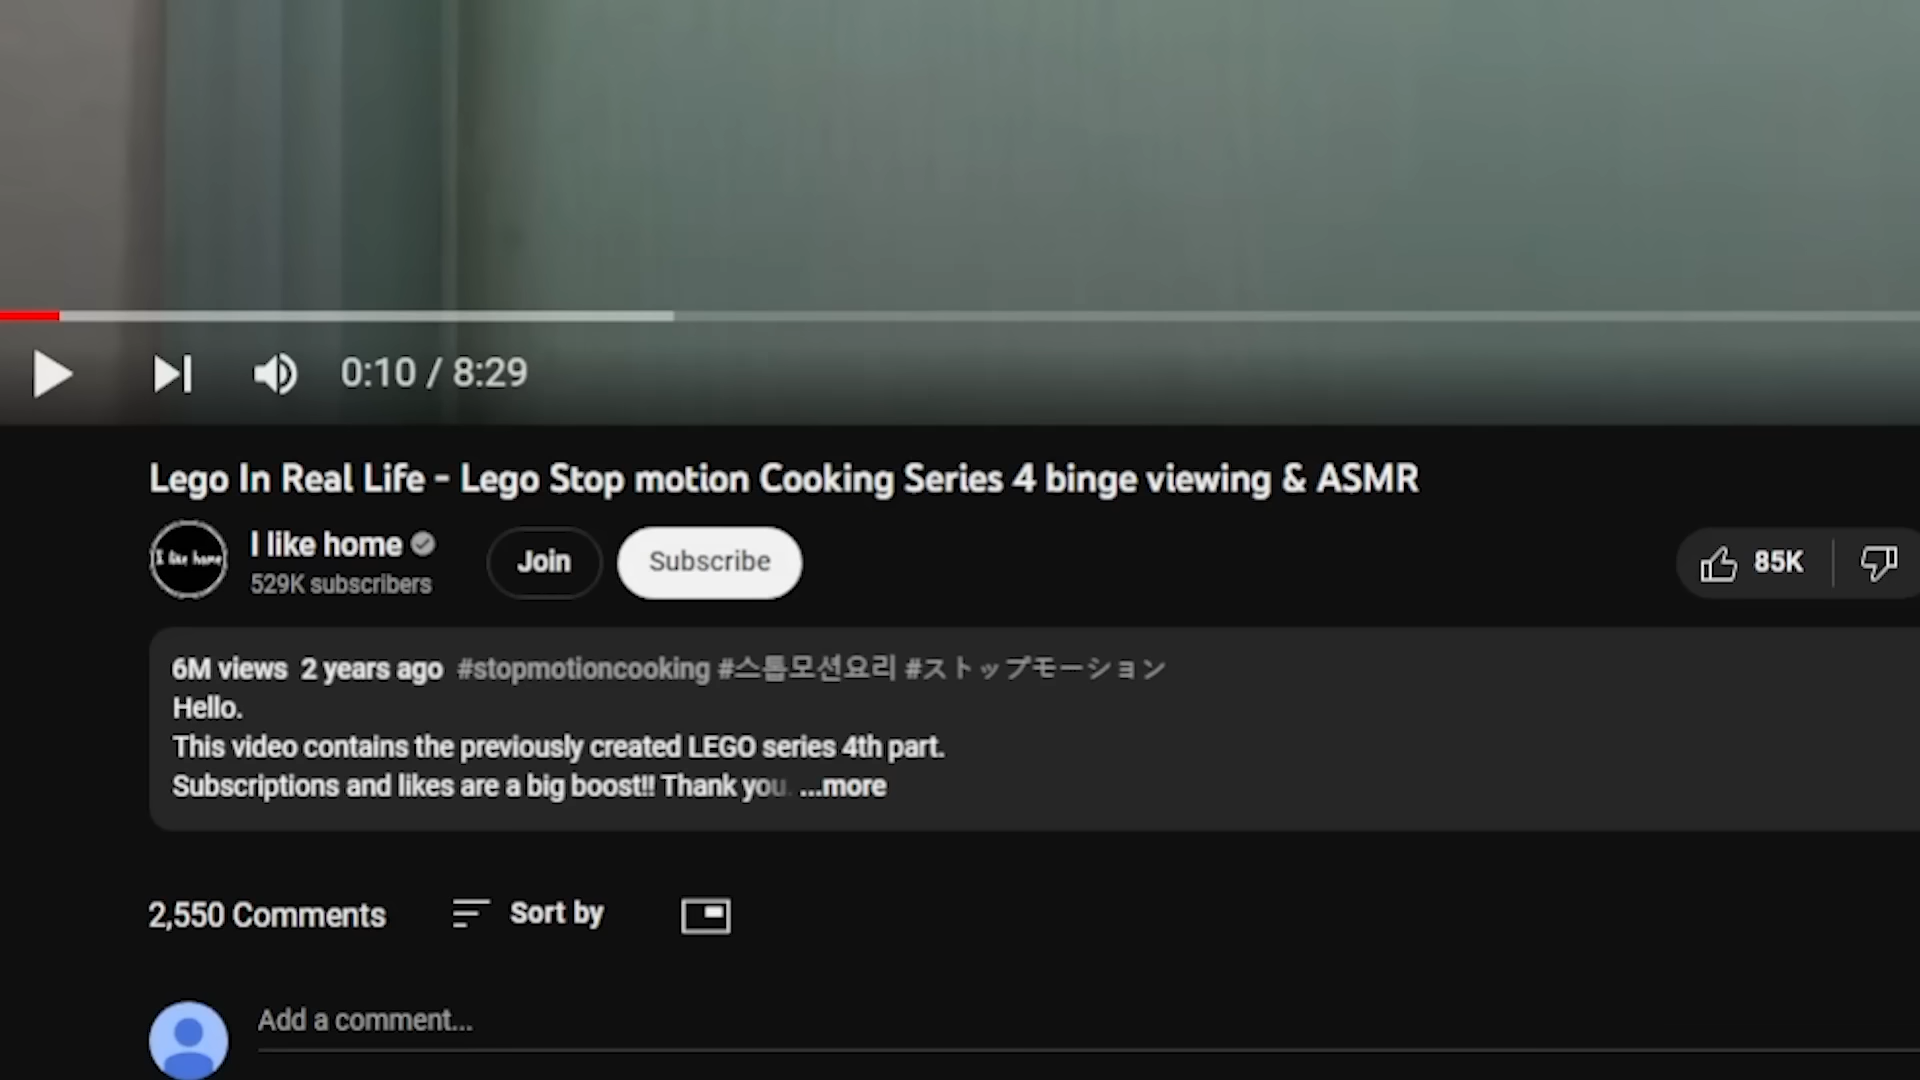 0:10 / 8:29
Lego In Real Life - Lego Stop motion Cooking Series 4 binge viewing & ASMR
I like home
I like home
Join
Subscribe
85K
529K subscribers
6M views 2 years ago #stopmotioncooking #스톱모션요리 #ストップモーション
Hello.
This video contains the previously created LEGO series 4th part.
Subscriptions and likes are a big boost!! Thank you. ...more
2,550 Comments
Sort by
Add a comment...